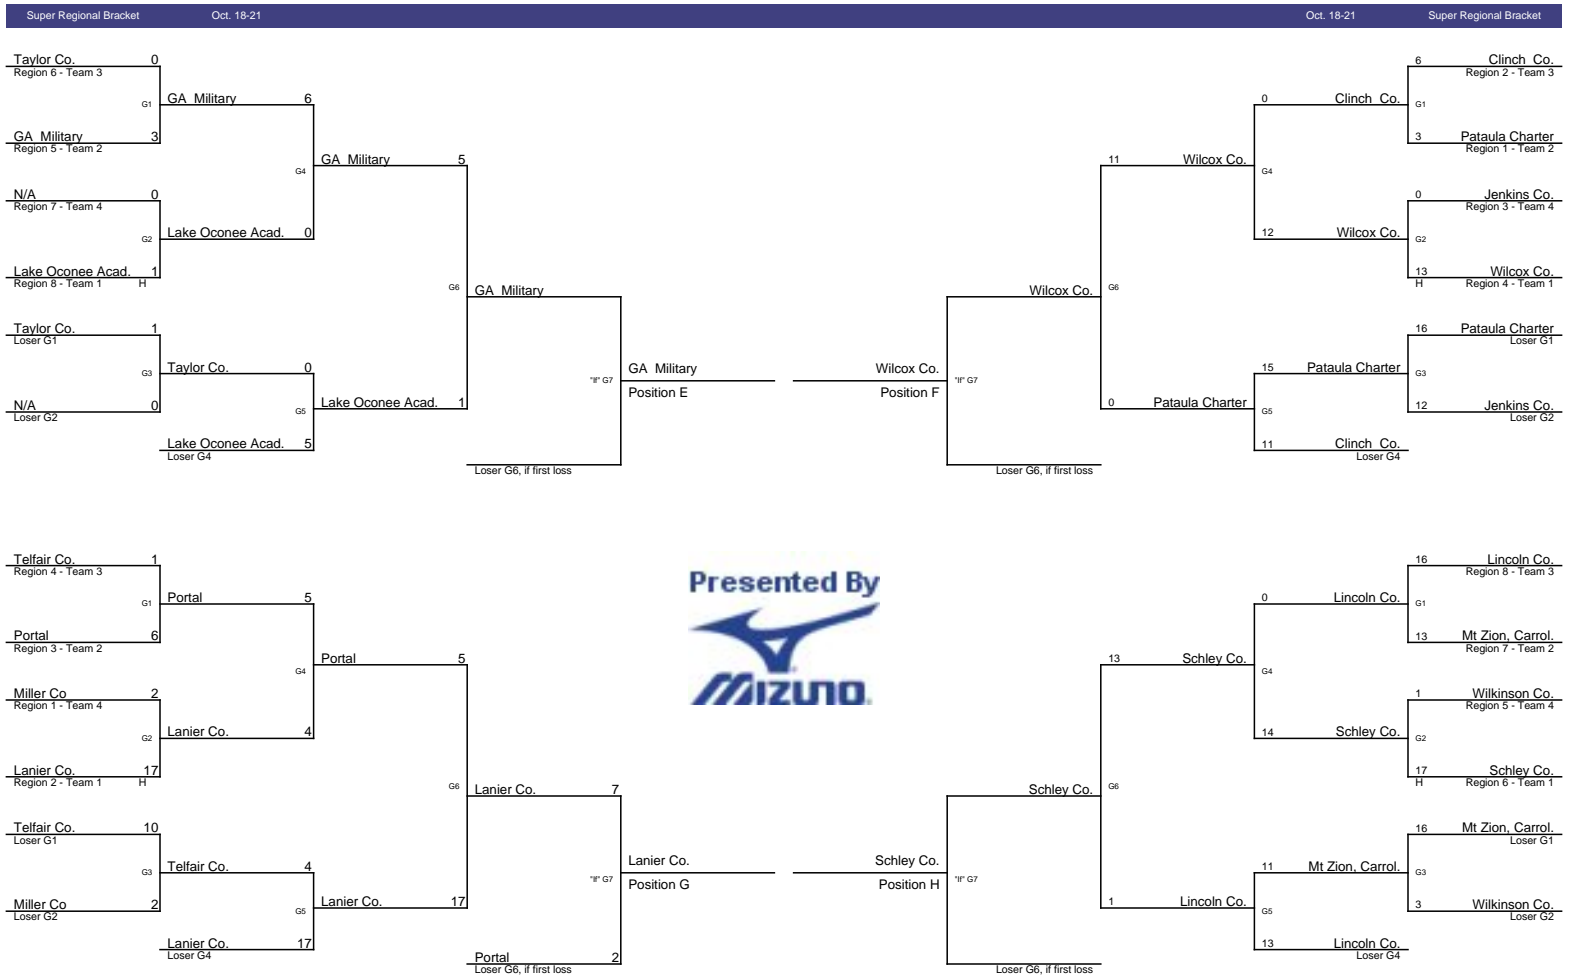 Super Regional Bracket Oct. 18-21 Oct. 18-21 Super Regional Bracket
Taylor Co. 0
Region 6 - Team 3
G1 GA Military 6
GA Military 3
Region 5 - Team 2
G4 GA Military 5
N/A 0
Region 7 - Team 4
G2 Lake Oconee Acad. 0
Lake Oconee Acad. 1
Region 8 - Team 1 H
G6 GA Military
Taylor Co. 1
Loser G1
G3 Taylor Co. 0
N/A 0
Loser G2
G5 Lake Oconee Acad. 1
Lake Oconee Acad. 5
Loser G4
"If" G7
GA Military
Position E
Loser G6, if first loss
6 Clinch Co.
Region 2 - Team 3
0 Clinch Co. G1
3 Pataula Charter
Region 1 - Team 2
11 Wilcox Co. G4
0 Jenkins Co.
Region 3 - Team 4
12 Wilcox Co. G2
13 Wilcox Co.
H Region 4 - Team 1
Wilcox Co. G6
16 Pataula Charter
Loser G1
15 Pataula Charter G3
12 Jenkins Co.
Loser G2
0 Pataula Charter G5
11 Clinch Co.
Loser G4
Wilcox Co.
Position F
"If" G7
Loser G6, if first loss
Telfair Co. 1
Region 4 - Team 3
G1 Portal 5
Portal 6
Region 3 - Team 2
G4 Portal 5
Miller Co 2
Region 1 - Team 4
G2 Lanier Co. 4
Lanier Co. 17
Region 2 - Team 1 H
G6 Lanier Co. 7
Telfair Co. 10
Loser G1
G3 Telfair Co. 4
Miller Co 2
Loser G2
G5 Lanier Co. 17
Lanier Co. 17
Loser G4
"If" G7
Lanier Co.
Position G
Portal 2
Loser G6, if first loss
Presented By
MIZUNO
16 Lincoln Co.
Region 8 - Team 3
0 Lincoln Co. G1
13 Mt Zion, Carrol.
Region 7 - Team 2
13 Schley Co. G4
1 Wilkinson Co.
Region 5 - Team 4
14 Schley Co. G2
17 Schley Co.
H Region 6 - Team 1
Schley Co. G6
16 Mt Zion, Carrol.
Loser G1
11 Mt Zion, Carrol. G3
3 Wilkinson Co.
Loser G2
1 Lincoln Co. G5
13 Lincoln Co.
Loser G4
Schley Co.
Position H
"If" G7
Loser G6, if first loss